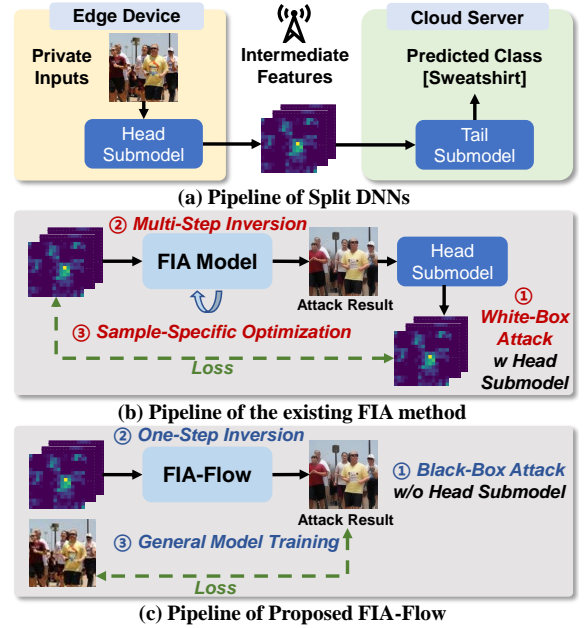 Edge Device
Cloud Server
Private
Inputs
Intermediate
Features
Predicted Class
[Sweatshirt]
Head
Submodel
Tail
Submodel
(a) Pipeline of Split DNNs
② Multi-Step Inversion
FIA Model
Head
Submodel
Attack Result
③ Sample-Specific Optimization
Loss
①
White-Box
Attack
w Head
Submodel
(b) Pipeline of the existing FIA method
② One-Step Inversion
FIA-Flow
① Black-Box Attack
w/o Head Submodel
Attack Result
③ General Model Training
Loss
(c) Pipeline of Proposed FIA-Flow